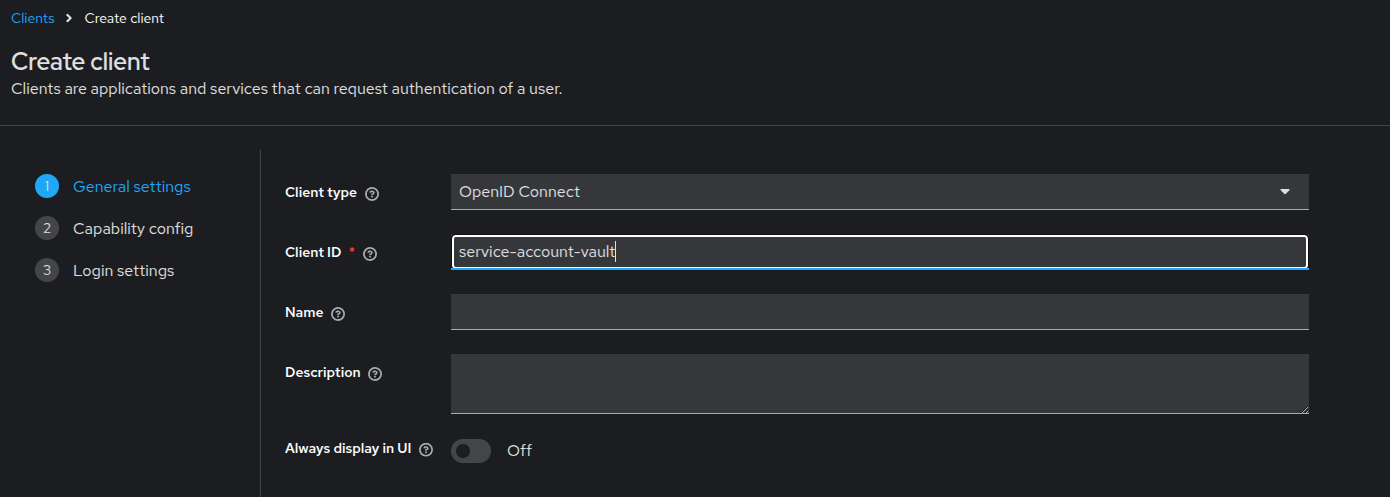 Clients > Create client
Create client
Clients are applications and services that can request authentication of a user.
1 General settings
2 Capability config
3 Login settings
Client type ? OpenID Connect
Client ID * ? service-account-vault
Name ?
Description ?
Always display in UI ? Off